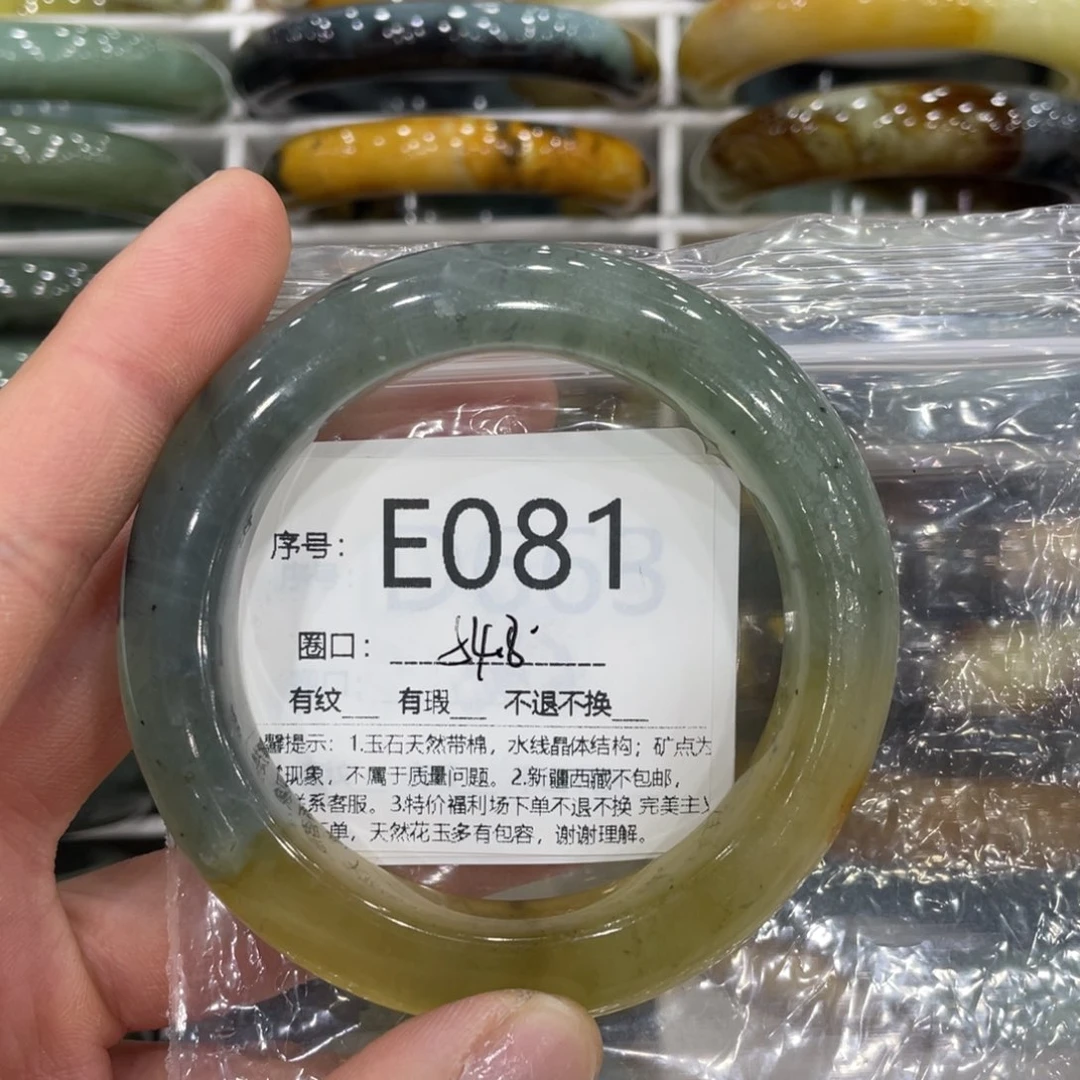 序号: E081
圈口: 54.8
有纹___ 有瑕___ 不退不换___
馨提示: 1.玉石天然带棉, 水线晶体结构; 矿点为
现象, 不属于质量问题。2.新疆西藏不包邮,
系客服。3.特价福利场下单不退不换 完美主义
单, 天然花玉多有包容, 谢谢理解。